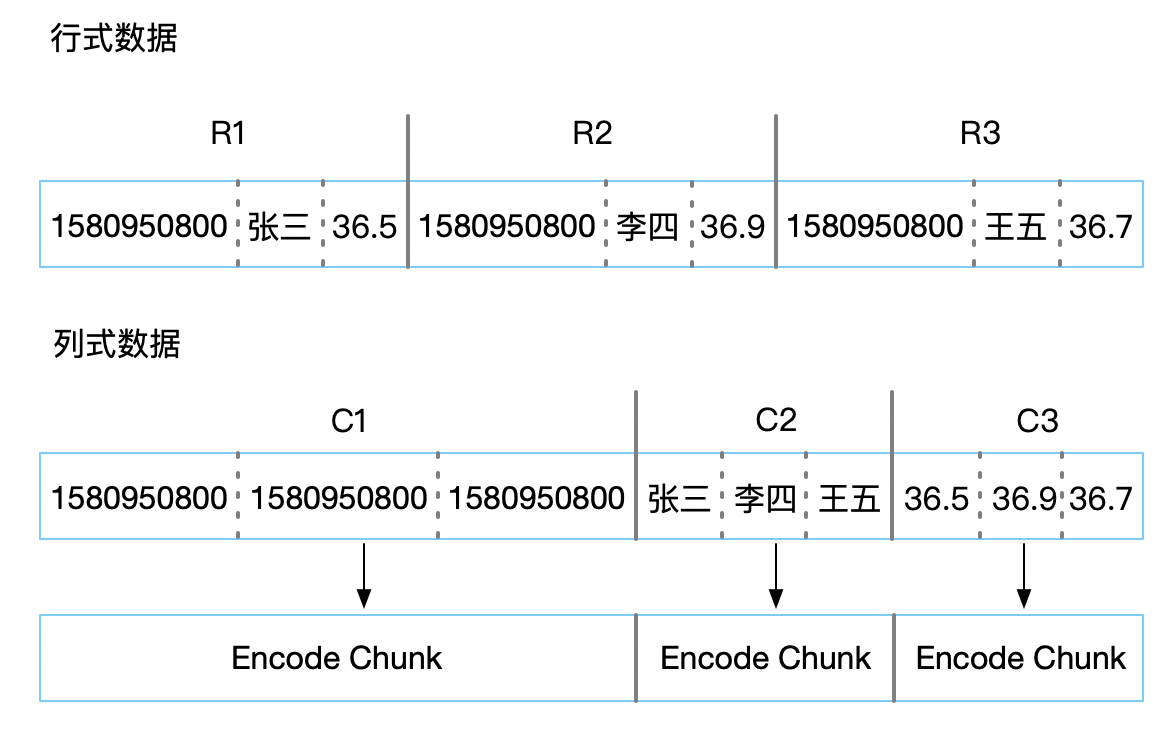 行式数据
R1 R2 R3
1580950800 张三 36.5 1580950800 李四 36.9 1580950800 王五 36.7
列式数据
C1 C2 C3
1580950800 1580950800 1580950800 张三 李四 王五 36.5 36.9 36.7
Encode Chunk Encode Chunk Encode Chunk